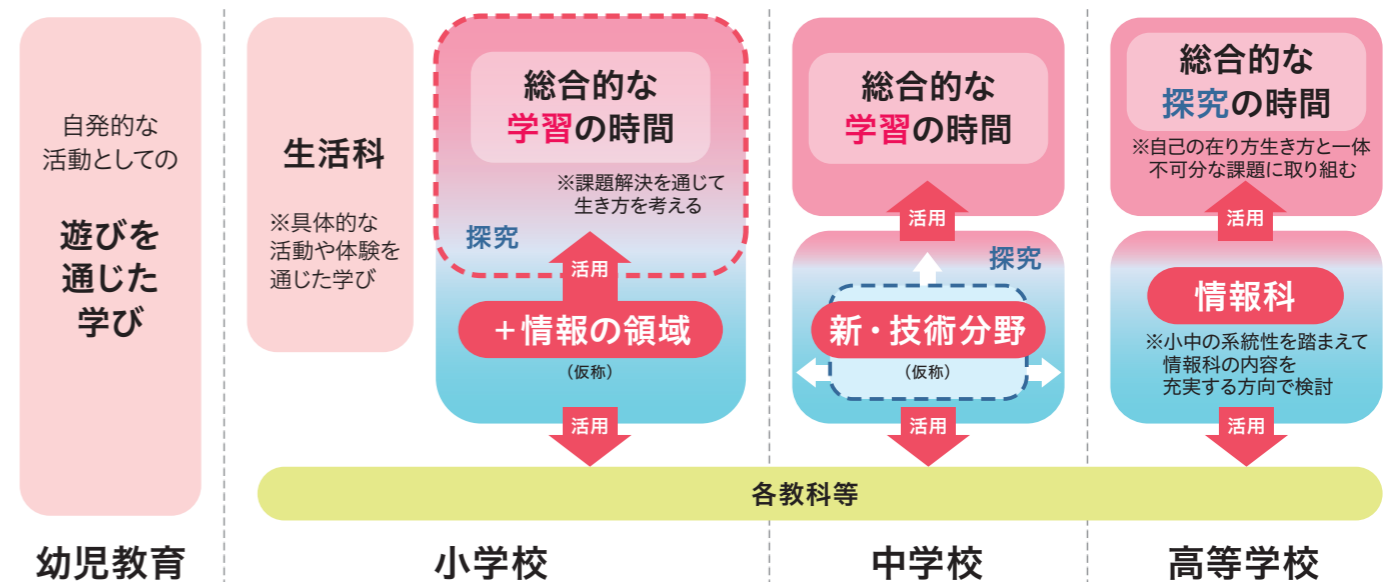 自発的な
活動としての
遊びを
通じた
学び
幼児教育
生活科
※具体的な
活動や体験を
通じた学び
総合的な
学習の時間
※課題解決を通じて
生き方を考える
探究
活用
+情報の領域
(仮称)
活用
小学校
総合的な
学習の時間
活用
探究
新・技術分野
(仮称)
活用
中学校
総合的な
探究の時間
※自己の在り方生き方と一体
不可分な課題に取り組む
活用
情報科
※小中の系統性を踏まえて
情報科の内容を
充実する方向で検討
活用
高等学校
各教科等